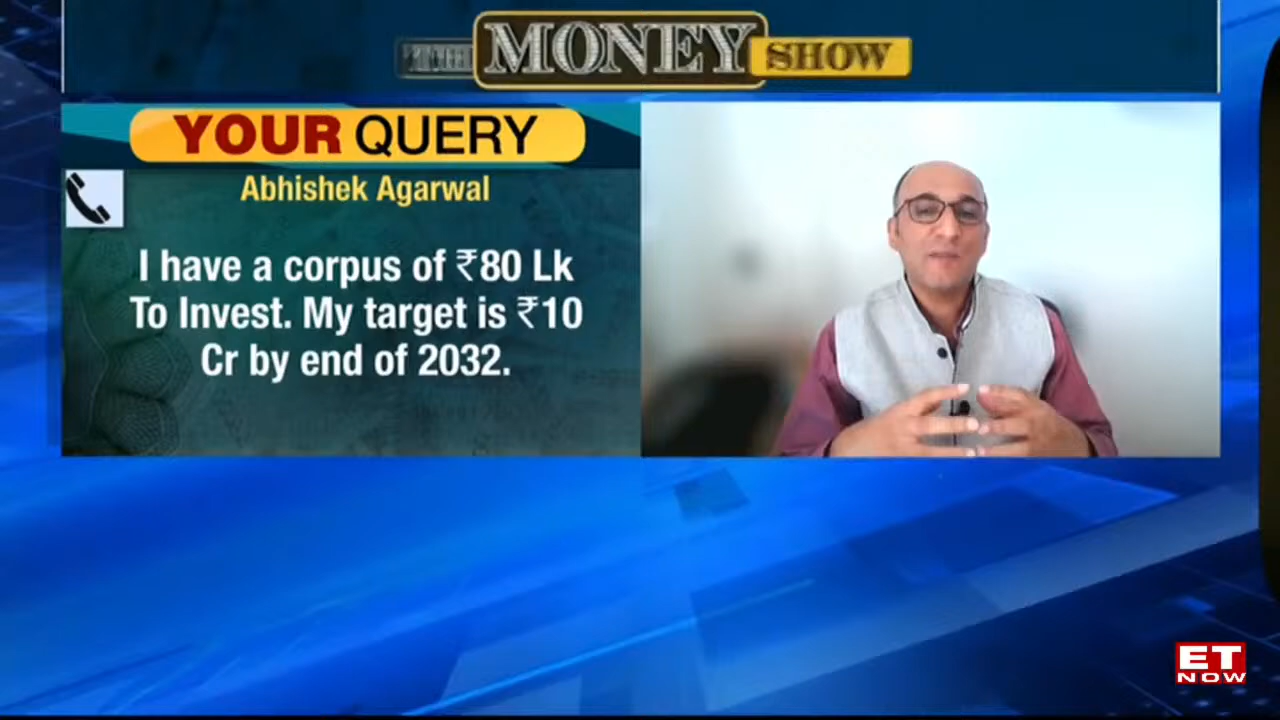 THE MONEY SHOW
YOUR QUERY
Abhishek Agarwal
I have a corpus of ₹80 Lk
To Invest. My target is ₹10
Cr by end of 2032.
ET
NOW